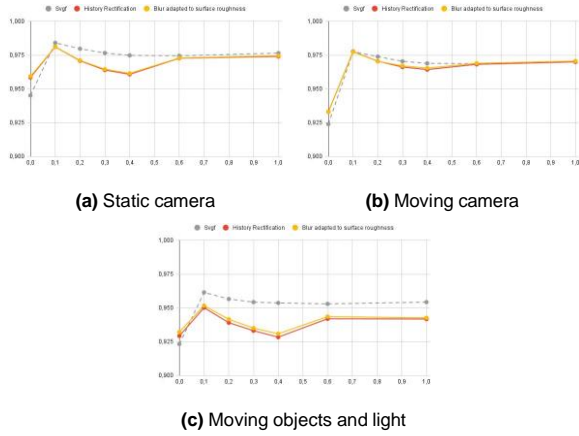 Svgf History Rectification Blur adapted to surface roughness
1,000
0,975
0,950
0,925
0,900
0,0 0,1 0,2 0,3 0,4 0,5 0,6 0,7 0,8 0,9 1,0
(a) Static camera
Svgf History Rectification Blur adapted to surface roughness
1,000
0,975
0,950
0,925
0,900
0,0 0,1 0,2 0,3 0,4 0,5 0,6 0,7 0,8 0,9 1,0
(b) Moving camera
Svgf History Rectification Blur adapted to surface roughness
1,000
0,975
0,950
0,925
0,900
0,0 0,1 0,2 0,3 0,4 0,5 0,6 0,7 0,8 0,9 1,0
(c) Moving objects and light